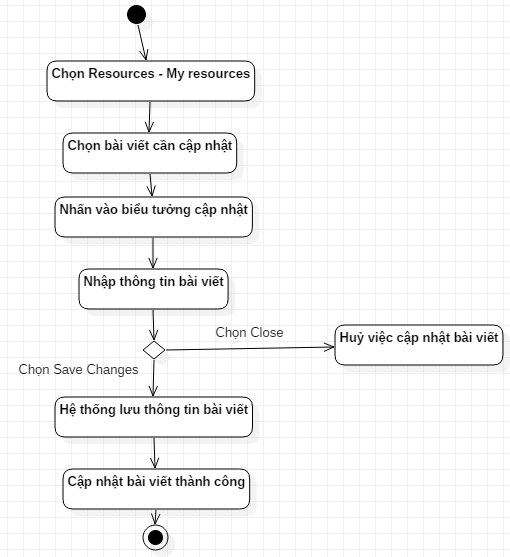 Chọn Resources - My resources
Chọn bài viết cần cập nhật
Nhấn vào biểu tưởng cập nhật
Nhập thông tin bài viết
Chọn Close
Huỷ việc cập nhật bài viết
Chọn Save Changes
Hệ thống lưu thông tin bài viết
Cập nhật bài viết thành công